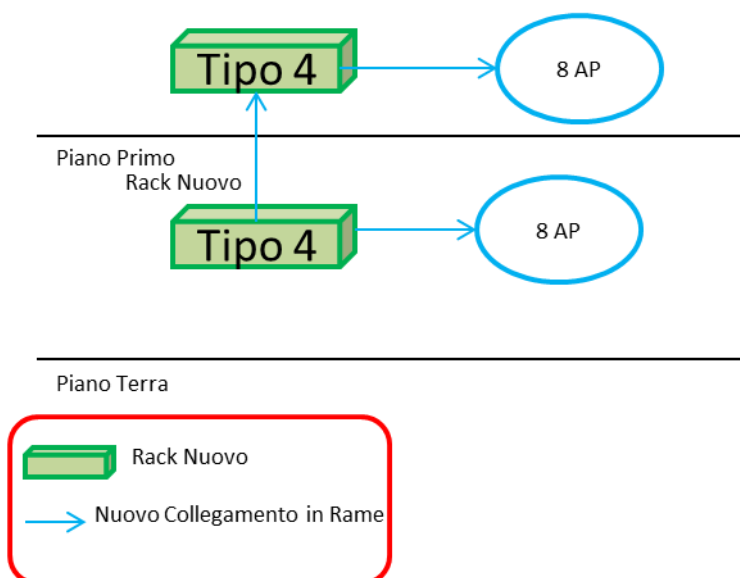 Tipo 4
8 AP
Piano Primo
Rack Nuovo
Tipo 4
8 AP
Piano Terra
Rack Nuovo
Nuovo Collegamento in Rame